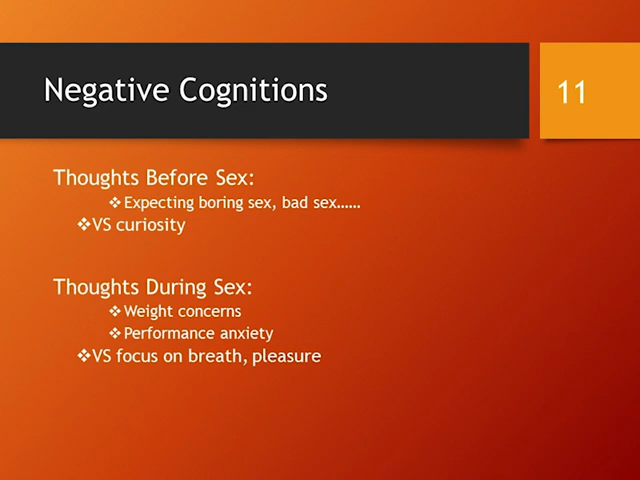 Negative Cognitions
11
Thoughts Before Sex:
❖Expecting boring sex, bad sex……
❖VS curiosity
Thoughts During Sex:
❖Weight concerns
❖Performance anxiety
❖VS focus on breath, pleasure